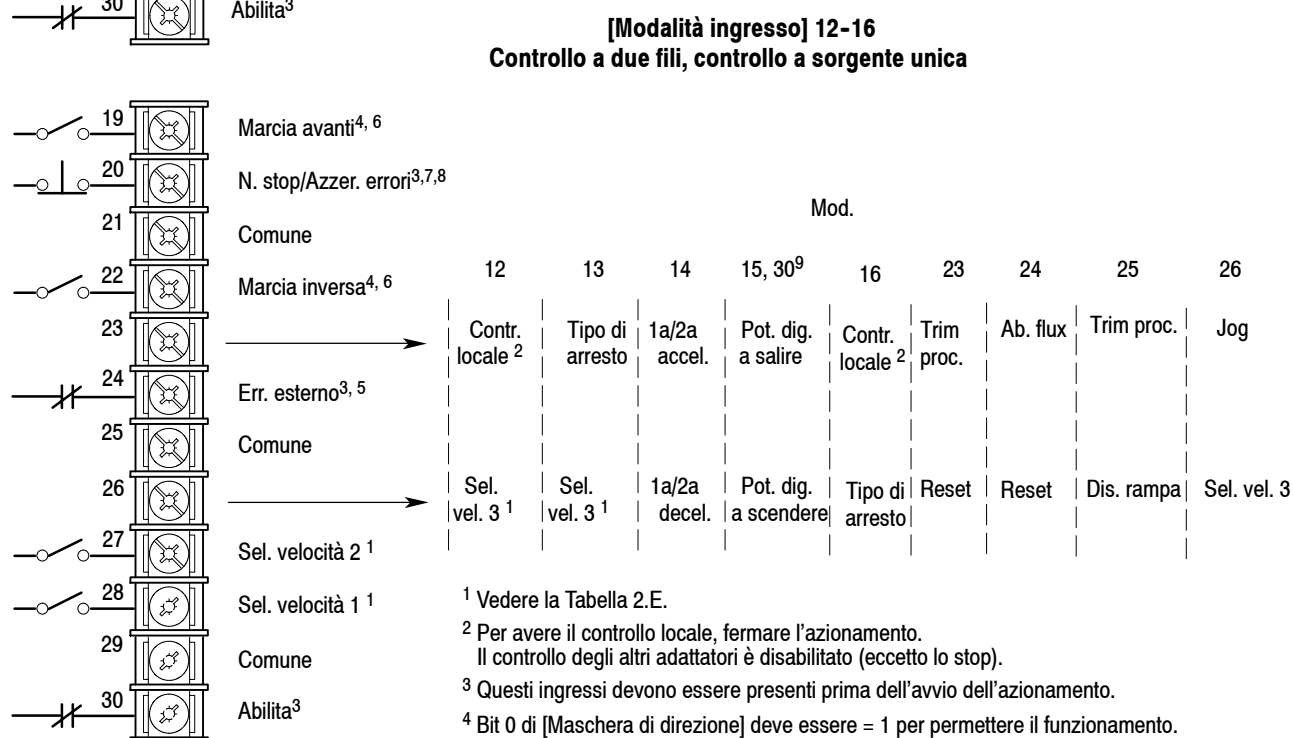 30 Abilita3
[Modalità ingresso] 12-16
Controllo a due fili, controllo a sorgente unica
19 Marcia avanti4, 6
20 N. stop/Azzer. errori3,7,8
21 Comune
22 Marcia inversa4, 6
23
24 Err. esterno3, 5
25 Comune
26
27 Sel. velocità 2 1
28 Sel. velocità 1 1
29 Comune
30 Abilita3
Mod.
12 13 14 15, 309 16 23 24 25 26
Contr. Tipo di 1a/2a Pot. dig. Contr. Trim Ab. flux Trim proc. Jog
locale 2 arresto accel. a salire locale 2 proc.
Sel. Sel. 1a/2a Pot. dig. Tipo di Reset Reset Dis. rampa Sel. vel. 3
vel. 3 1 vel. 3 1 decel. a scendere arresto
1 Vedere la Tabella 2.E.
2 Per avere il controllo locale, fermare l'azionamento.
Il controllo degli altri adattatori è disabilitato (eccetto lo stop).
3 Questi ingressi devono essere presenti prima dell'avvio dell'azionamento.
4 Bit 0 di [Maschera di direzione] deve essere = 1 per permettere il funzionamento.